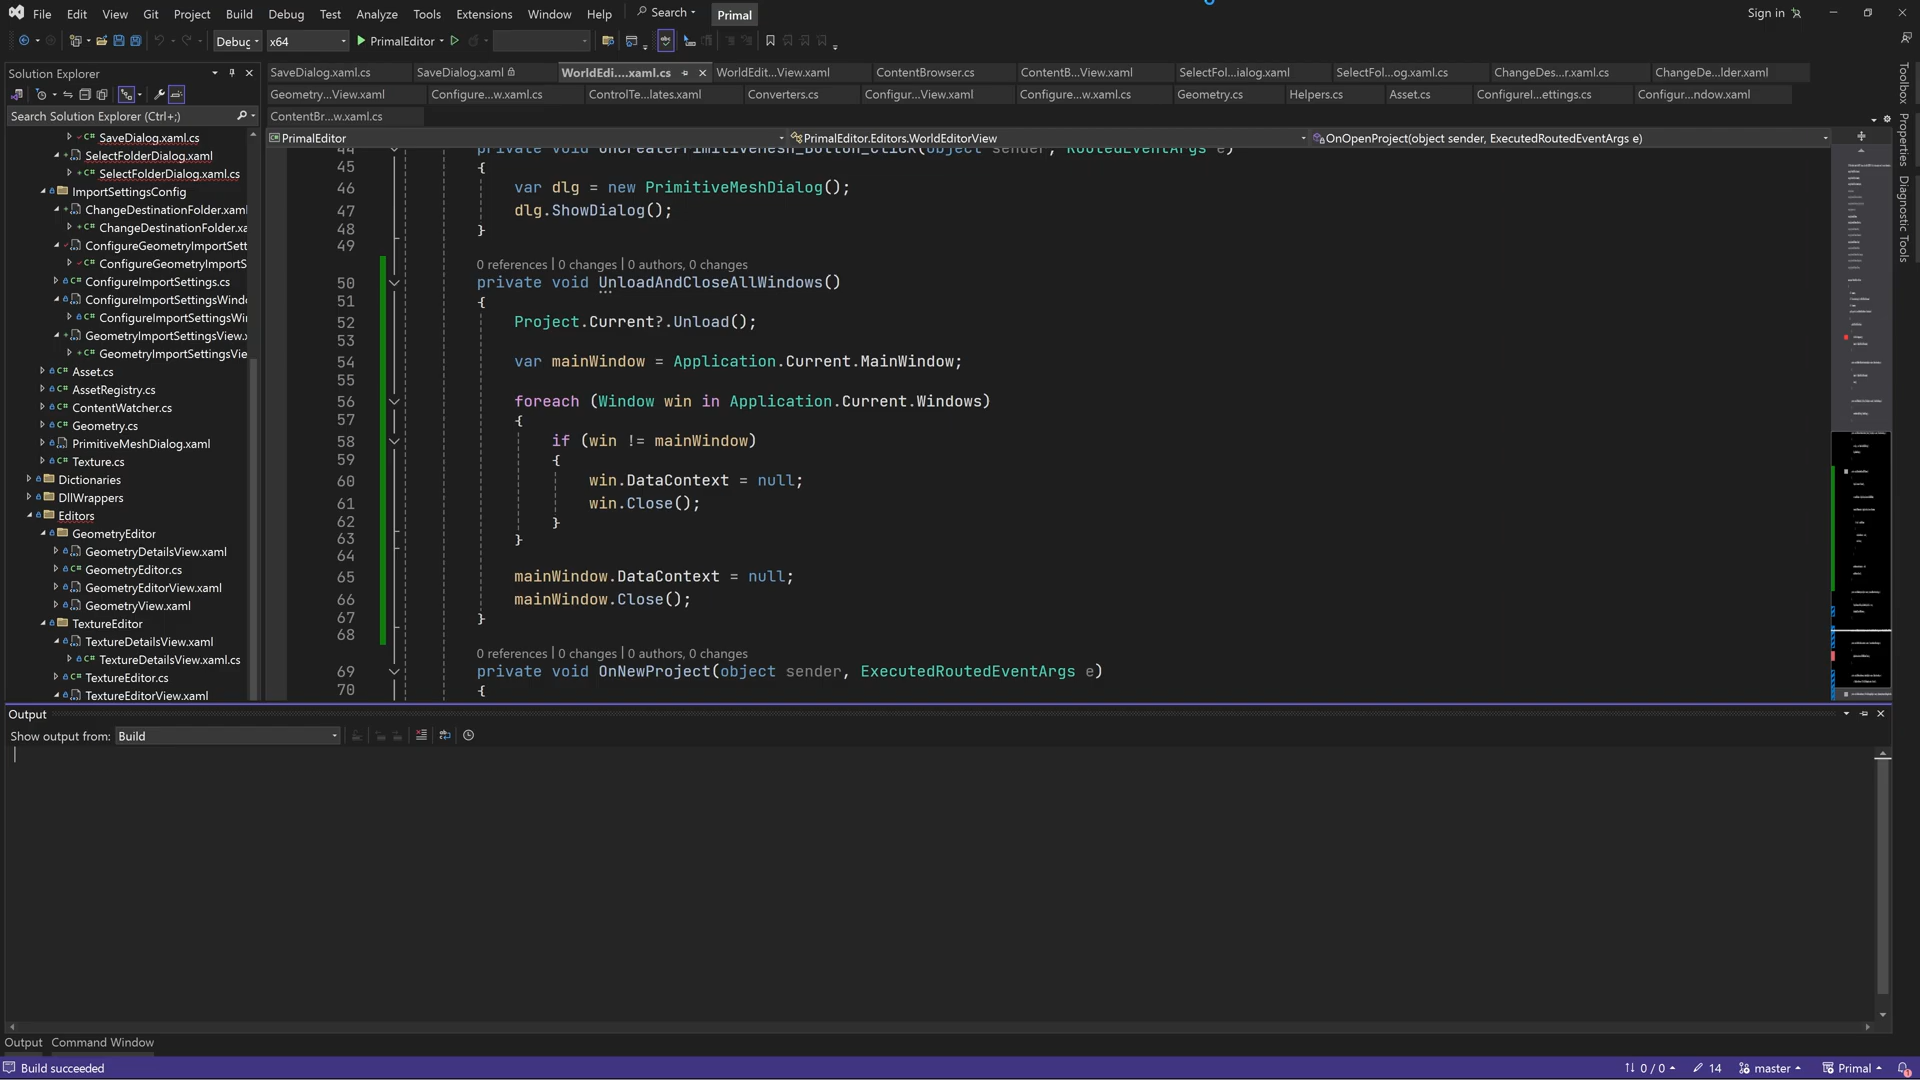 File Edit View Git Project Build Debug Test Analyze Tools Extensions Window Help Search Primal Sign in
Debug x64 PrimalEditor
Solution Explorer
Search Solution Explorer (Ctrl+;)
SaveDialog.xaml.cs
SelectFolderDialog.xaml
SelectFolderDialog.xaml.cs
ImportSettingsConfig
ChangeDestinationFolder.xaml
ChangeDestinationFolder.xa
ConfigureGeometryImportSett
ConfigureGeometryImportS
ConfigureImportSettings.cs
ConfigureImportSettingsWindo
ConfigureImportSettingsWi
GeometryImportSettingsView.x
GeometryImportSettingsVie
Asset.cs
AssetRegistry.cs
ContentWatcher.cs
Geometry.cs
PrimitiveMeshDialog.xaml
Texture.cs
Dictionaries
DllWrappers
Editors
GeometryEditor
GeometryDetailsView.xaml
GeometryEditor.cs
GeometryEditorView.xaml
GeometryView.xaml
TextureEditor
TextureDetailsView.xaml
TextureDetailsView.xaml.cs
TextureEditor.cs
TextureEditorView.xaml
SaveDialog.xaml.cs SaveDialog.xaml WorldEdi....xaml.cs WorldEdit...View.xaml ContentBrowser.cs ContentB...View.xaml SelectFol...ialog.xaml SelectFol...og.xaml.cs ChangeDes...r.xaml.cs ChangeDe...lder.xaml
Geometry...View.xaml Configure...w.xaml.cs ControlTe...lates.xaml Converters.cs Configur...View.xaml Configure...w.xaml.cs Geometry.cs Helpers.cs Asset.cs ConfigureI...ettings.cs Configur...ndow.xaml
ContentBr...w.xaml.cs
PrimalEditor PrimalEditor.Editors.WorldEditorView OnOpenProject(object sender, ExecutedRoutedEventArgs e)
44 private void OnCreatePrimitiveMesh_Button_Click(object sender, RoutedEventArgs e)
45 {
46 var dlg = new PrimitiveMeshDialog();
47 dlg.ShowDialog();
48 }
49
0 references | 0 changes | 0 authors, 0 changes
50 private void UnloadAndCloseAllWindows()
51 {
52 Project.Current?.Unload();
53
54 var mainWindow = Application.Current.MainWindow;
55
56 foreach (Window win in Application.Current.Windows)
57 {
58 if (win != mainWindow)
59 {
60 win.DataContext = null;
61 win.Close();
62 }
63 }
64
65 mainWindow.DataContext = null;
66 mainWindow.Close();
67 }
68
0 references | 0 changes | 0 authors, 0 changes
69 private void OnNewProject(object sender, ExecutedRoutedEventArgs e)
70 {
Toolbox
Properties
Diagnostic Tools
Output
Show output from: Build
Output Command Window
Build succeeded 0 / 0 14 master Primal